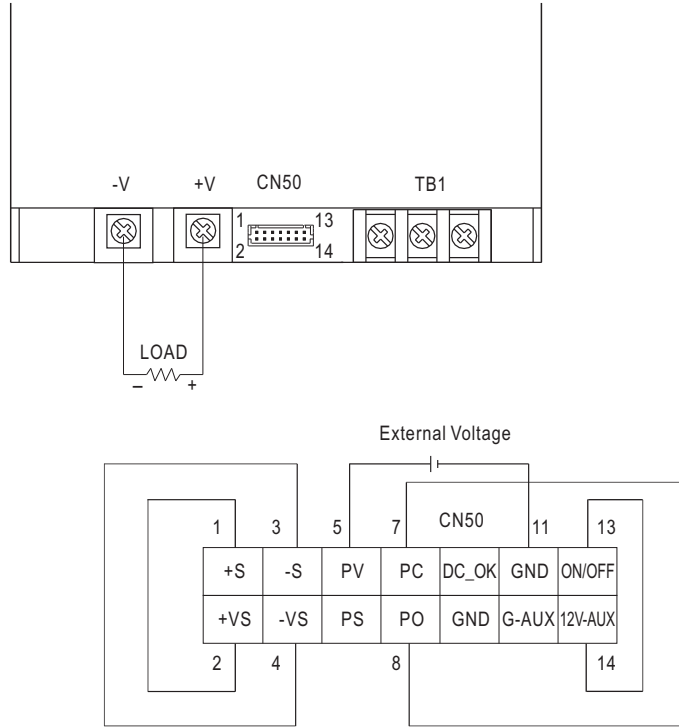 -V +V CN50 TB1
1 13
2 14
LOAD
– +
External Voltage
1 3 5 7 CN50 11 13
+S -S PV PC DC_OK GND ON/OFF
+VS -VS PS PO GND G-AUX 12V-AUX
2 4 8 14